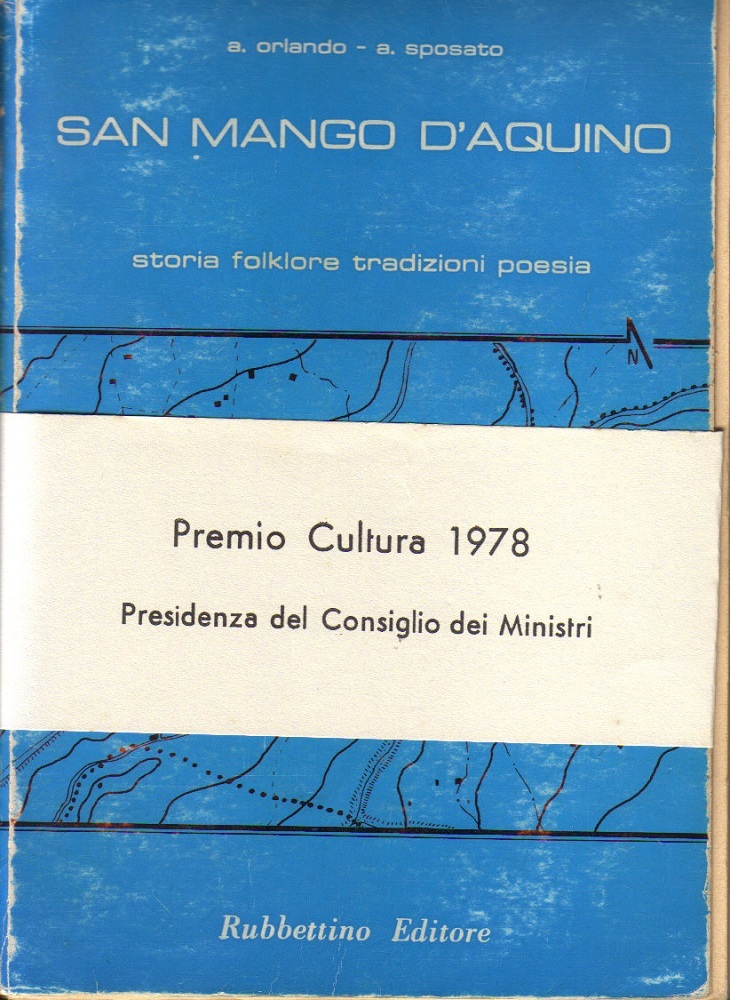 a. orlando - a. sposato
SAN MANGO D'AQUINO
storia folklore tradizioni poesia
N
Premio Cultura 1978
Presidenza del Consiglio dei Ministri
Rubbettino Editore